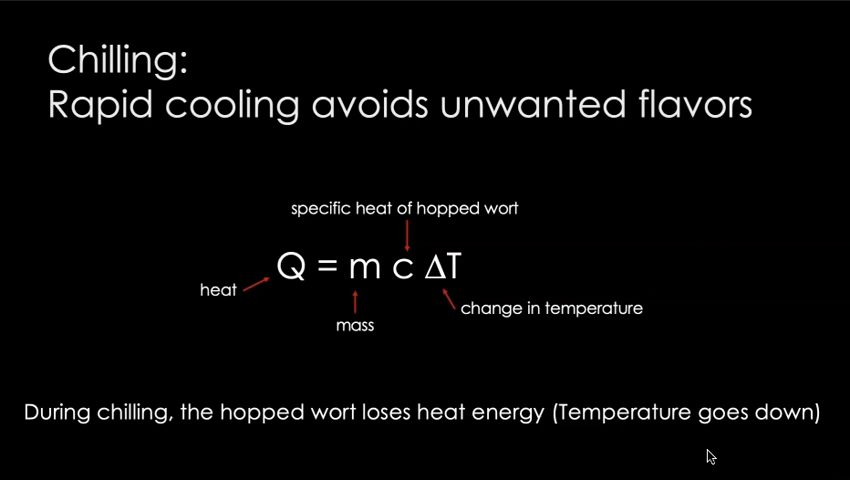 Chilling:
Rapid cooling avoids unwanted flavors
specific heat of hopped wort
Q = m c ΔT
heat
change in temperature
mass
During chilling, the hopped wort loses heat energy (Temperature goes down)